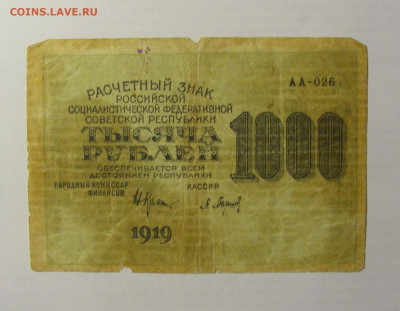 COINS.LAVE.RU
АА-026
РАСЧЕТНЫЙ ЗНАК
РОССИЙСКОЙ
СОЦИАЛИСТИЧЕСКОЙ ФЕДЕРАТИВНОЙ
СОВЕТСКОЙ РЕСПУБЛИКИ
ТЫСЯЧА
РУБЛЕЙ
1000
ОБЕСПЕЧИВАЕТСЯ ВСЕМ
ДОСТОЯНИЕМ РЕСПУБЛИКИ
НАРОДНЫЙ КОМИССАР
ФИНАНСОВ
КАССИР
1919